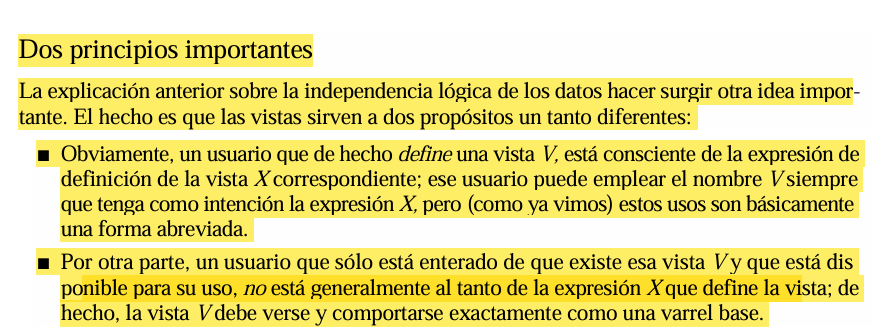 Dos principios importantes
La explicación anterior sobre la independencia lógica de los datos hacer surgir otra idea impor-
tante. El hecho es que las vistas sirven a dos propósitos un tanto diferentes:
■ Obviamente, un usuario que de hecho define una vista V, está consciente de la expresión de
definición de la vista X correspondiente; ese usuario puede emplear el nombre V siempre
que tenga como intención la expresión X, pero (como ya vimos) estos usos son básicamente
una forma abreviada.
■ Por otra parte, un usuario que sólo está enterado de que existe esa vista V y que está dis
ponible para su uso, no está generalmente al tanto de la expresión X que define la vista; de
hecho, la vista V debe verse y comportarse exactamente como una varrel base.